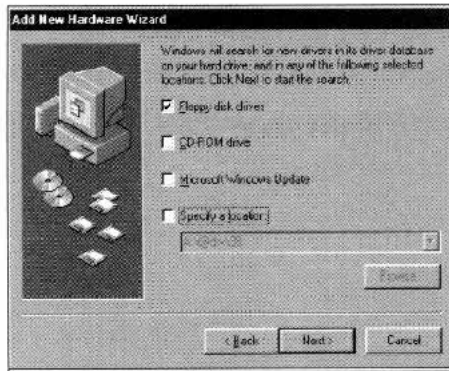 Add New Hardware Wizard
Windows will search for new drivers in its driver database
on your hard drive, and in any of the following selected
locations. Click Next to start the search.
Floppy disk drives
CD-ROM drive
Microsoft Windows Update
Specify a location:
Browse...
< Back
Next >
Cancel